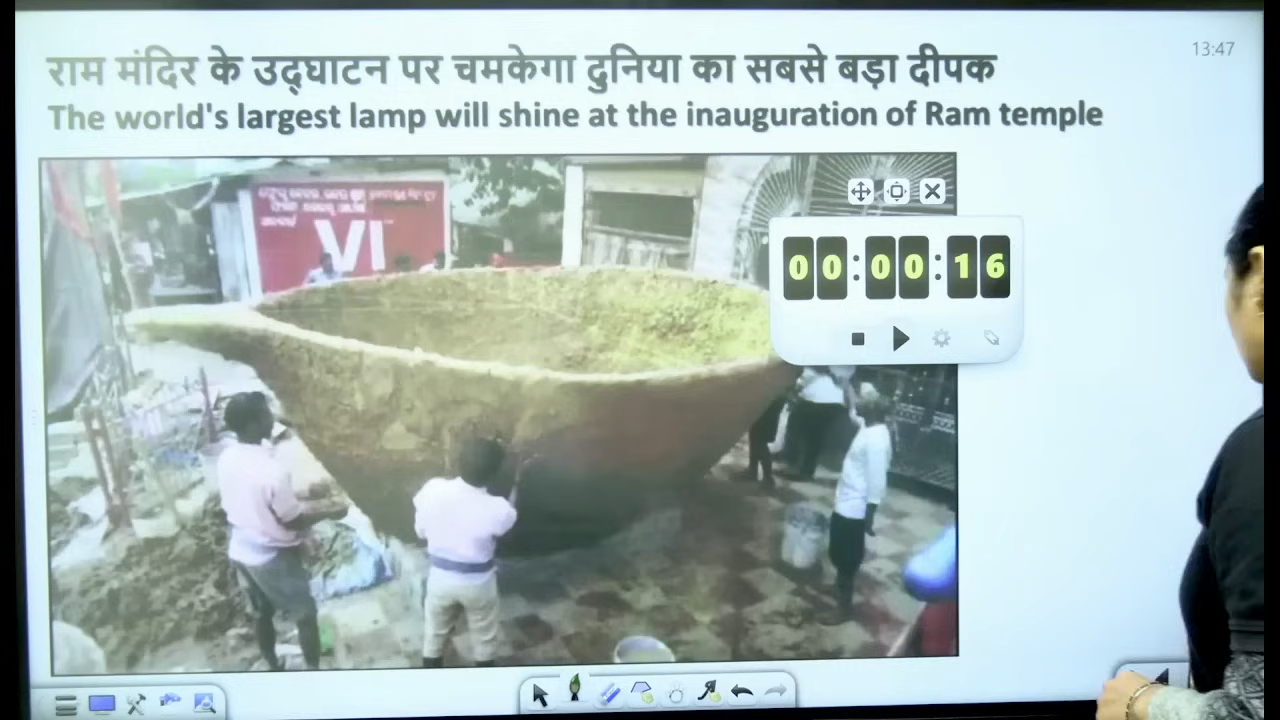 राम मंदिर के उद्घाटन पर चमकेगा दुनिया का सबसे बड़ा दीपक
13:47
The world's largest lamp will shine at the inauguration of Ram temple
VI
00:00:16